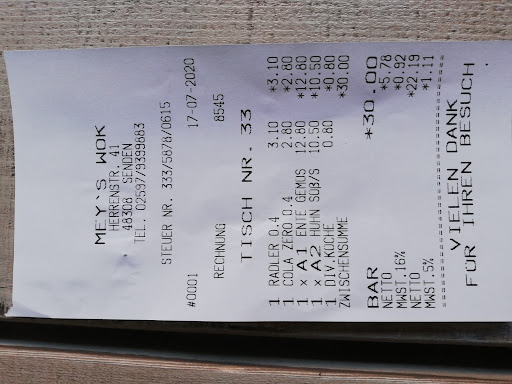 MEY'S WOK
HERRENSTR. 41
48308 SENDEN
TEL. 02597/9399883
STEUER NR. 333/5878/0615
#0001 17-07-2020
RECHNUNG 8545
TISCH NR. 33
1 RADLER 0.4 3.10 *3.10
1 COLA ZERO 0.4 2.80 *2.80
1 x A1 ENTE GEMUS 12.80 *12.80
1 x A2 HUHN SUß/S 10.50 *10.50
1 DIV.KÜCHE 0.80 *0.80
ZWISCHENSUMME *30.00
BAR *30.00
NETTO *5.78
MWST.16% *0.92
NETTO *22.19
MWST.5% *1.11
VIELEN DANK
FÜR IHREN BESUCH